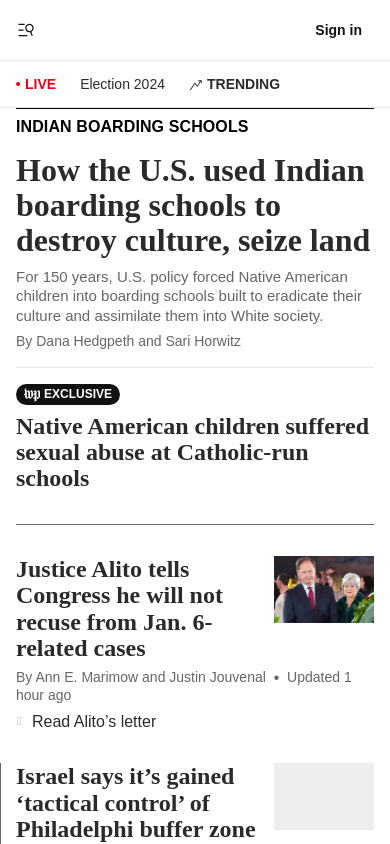 Sign in
• LIVE Election 2024 TRENDING
INDIAN BOARDING SCHOOLS
How the U.S. used Indian
boarding schools to
destroy culture, seize land
For 150 years, U.S. policy forced Native American
children into boarding schools built to eradicate their
culture and assimilate them into White society.
By Dana Hedgpeth and Sari Horwitz
wp EXCLUSIVE
Native American children suffered
sexual abuse at Catholic-run
schools
Justice Alito tells
Congress he will not
recuse from Jan. 6-
related cases
By Ann E. Marimow and Justin Jouvenal • Updated 1
hour ago
Read Alito’s letter
Israel says it’s gained
‘tactical control’ of
Philadelphi buffer zone